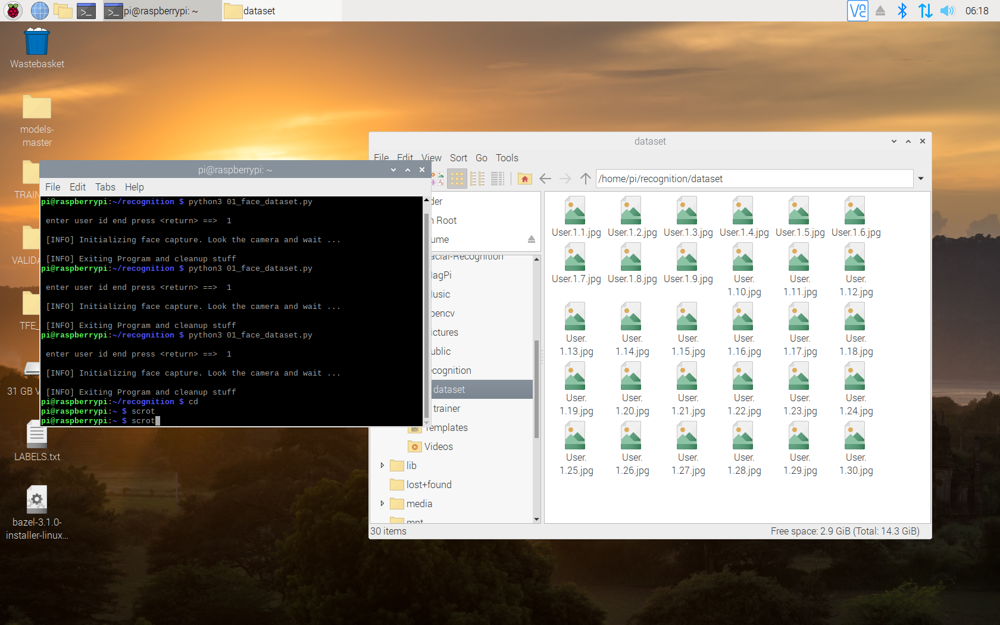 pi@raspberrypi: ~
dataset
06:18
Wastebasket
models-
master
TRAIN
VALIDA
TFE_
31 GB V
LABELS.txt
bazel-3.1.0-
installer-linux...
pi@raspberrypi: ~
File Edit Tabs Help
pi@raspberrypi:~/recognition $ python3 01_face_dataset.py
enter user id end press <return> ==>  1
[INFO] Initializing face capture. Look the camera and wait ...
[INFO] Exiting Program and cleanup stuff
pi@raspberrypi:~/recognition $ python3 01_face_dataset.py
enter user id end press <return> ==>  1
[INFO] Initializing face capture. Look the camera and wait ...
[INFO] Exiting Program and cleanup stuff
pi@raspberrypi:~/recognition $ python3 01_face_dataset.py
enter user id end press <return> ==>  1
[INFO] Initializing face capture. Look the camera and wait ...
[INFO] Exiting Program and cleanup stuff
pi@raspberrypi:~/recognition $ cd
pi@raspberrypi:~ $ scrot
pi@raspberrypi:~ $ scrot
dataset
File Edit View Sort Go Tools
/home/pi/recognition/dataset
der
n Root
ume
acial-Recognition
agPi
usic
pencv
ictures
ublic
ecognition
dataset
trainer
Templates
Videos
lib
lost+found
media
mnt
User.1.1.jpg User.1.2.jpg User.1.3.jpg User.1.4.jpg User.1.5.jpg User.1.6.jpg
User.1.7.jpg User.1.8.jpg User.1.9.jpg User. User. User.
1.10.jpg 1.11.jpg 1.12.jpg
User. User. User. User. User. User.
1.13.jpg 1.14.jpg 1.15.jpg 1.16.jpg 1.17.jpg 1.18.jpg
User. User. User. User. User. User.
1.19.jpg 1.20.jpg 1.21.jpg 1.22.jpg 1.23.jpg 1.24.jpg
User. User. User. User. User. User.
1.25.jpg 1.26.jpg 1.27.jpg 1.28.jpg 1.29.jpg 1.30.jpg
30 items
Free space: 2.9 GiB (Total: 14.3 GiB)